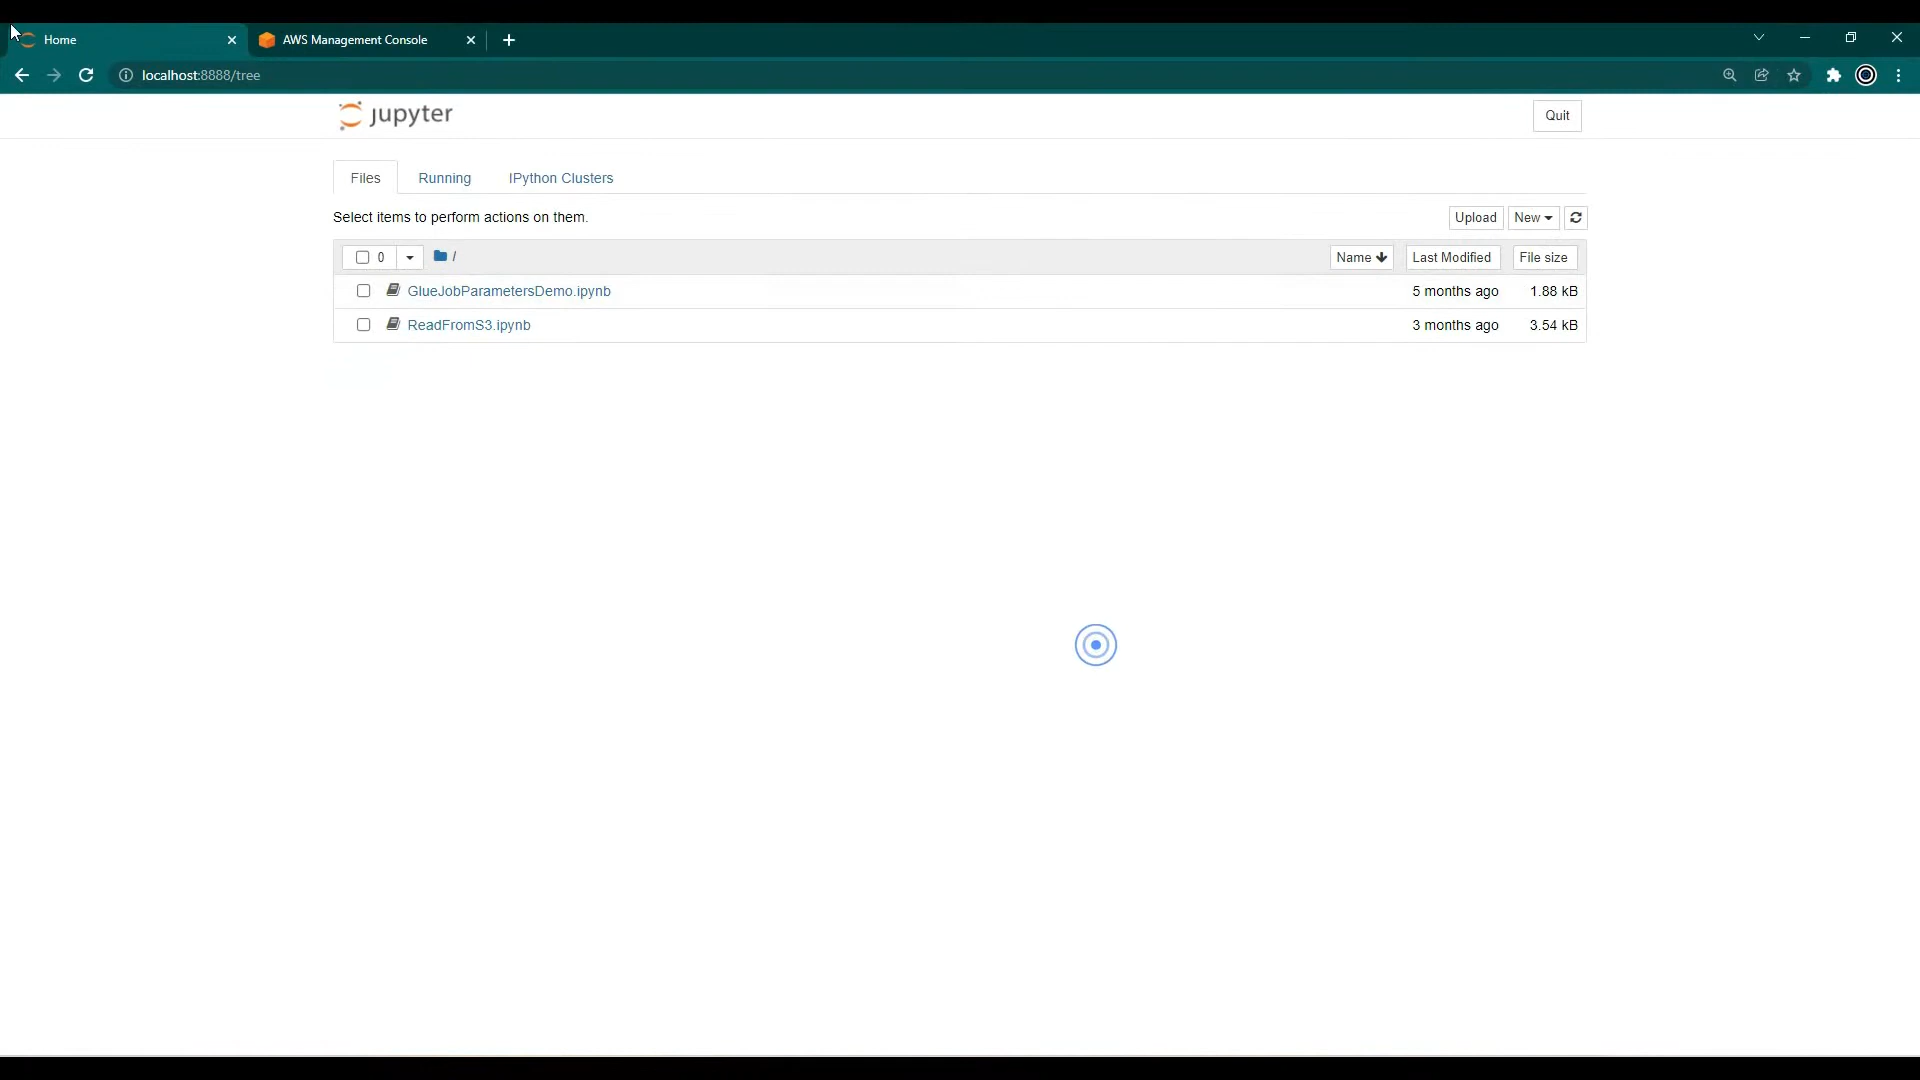 Home
AWS Management Console
localhost:8888/tree
jupyter
Quit
Files Running IPython Clusters
Select items to perform actions on them.
Upload New
0 / Name Last Modified File size
GlueJobParametersDemo.ipynb 5 months ago 1.88 kB
ReadFromS3.ipynb 3 months ago 3.54 kB